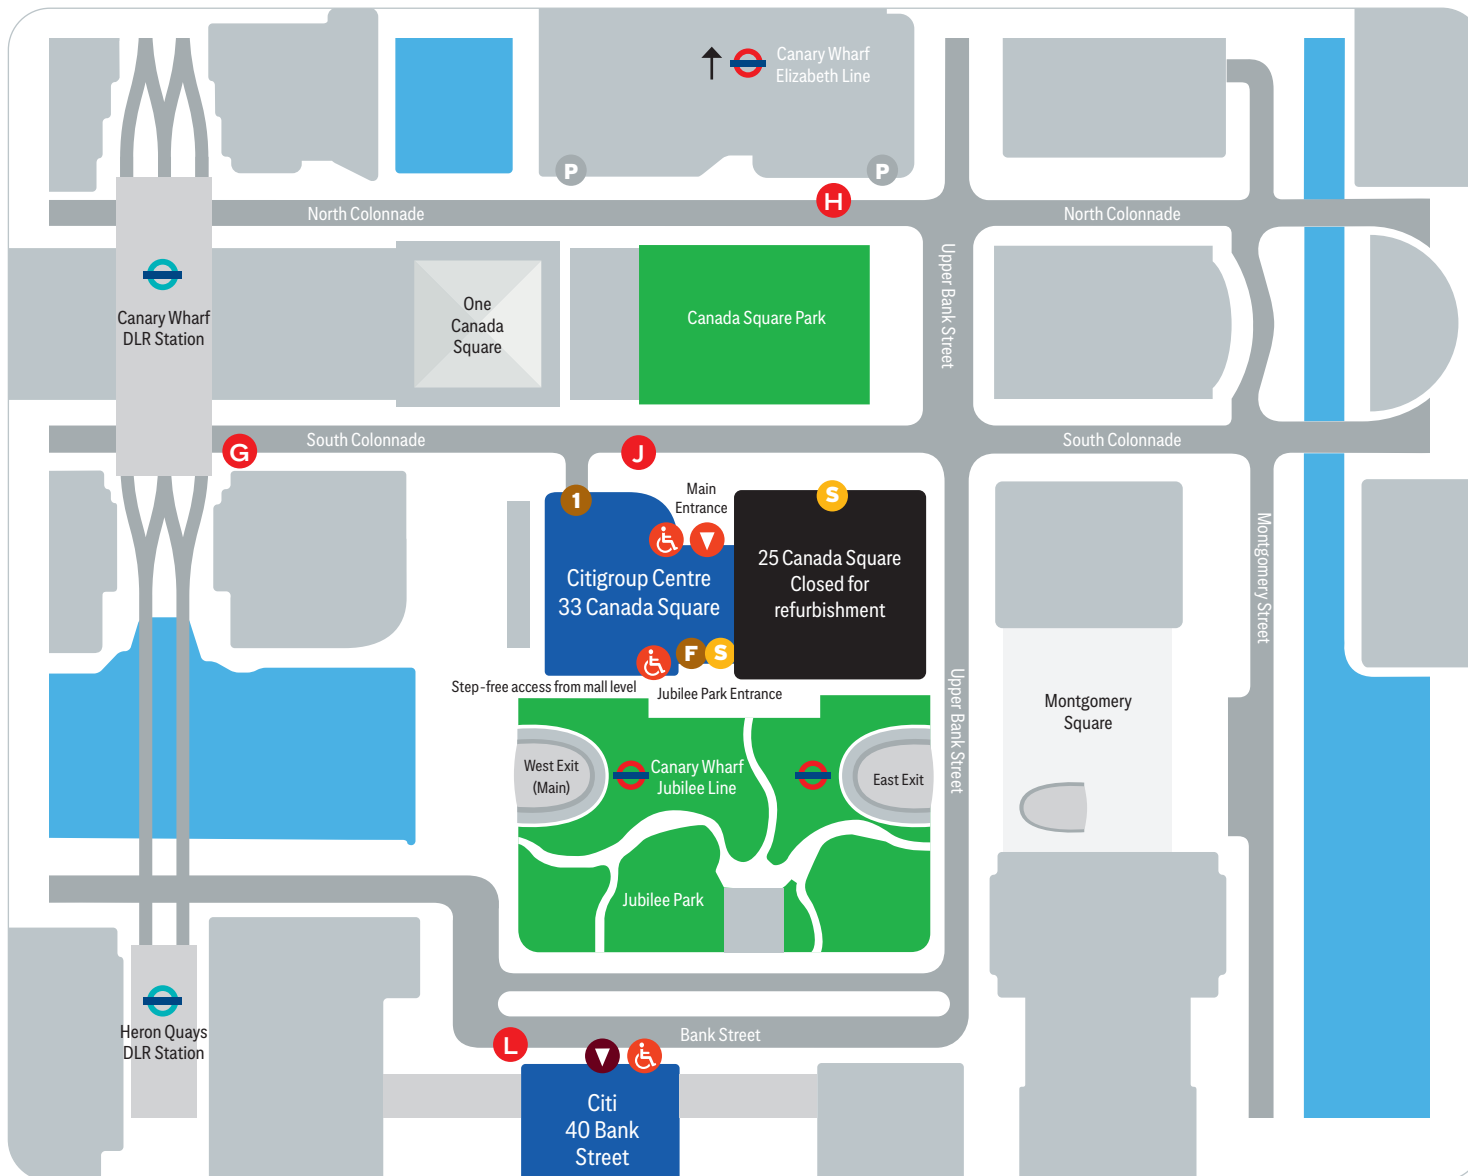 Canary Wharf
Elizabeth Line
P
P
H
North Colonnade
North Colonnade
Upper Bank Street
Canary Wharf
DLR Station
One
Canada
Square
Canada Square Park
G
South Colonnade
J
South Colonnade
1
Main
Entrance
S
Citigroup Centre
33 Canada Square
25 Canada Square
Closed for
refurbishment
Montgomery Street
F
S
Step-free access from mall level
Jubilee Park Entrance
Upper Bank Street
Montgomery
Square
West Exit
(Main)
Canary Wharf
Jubilee Line
East Exit
Jubilee Park
Heron Quays
DLR Station
L
Bank Street
Citi
40 Bank
Street